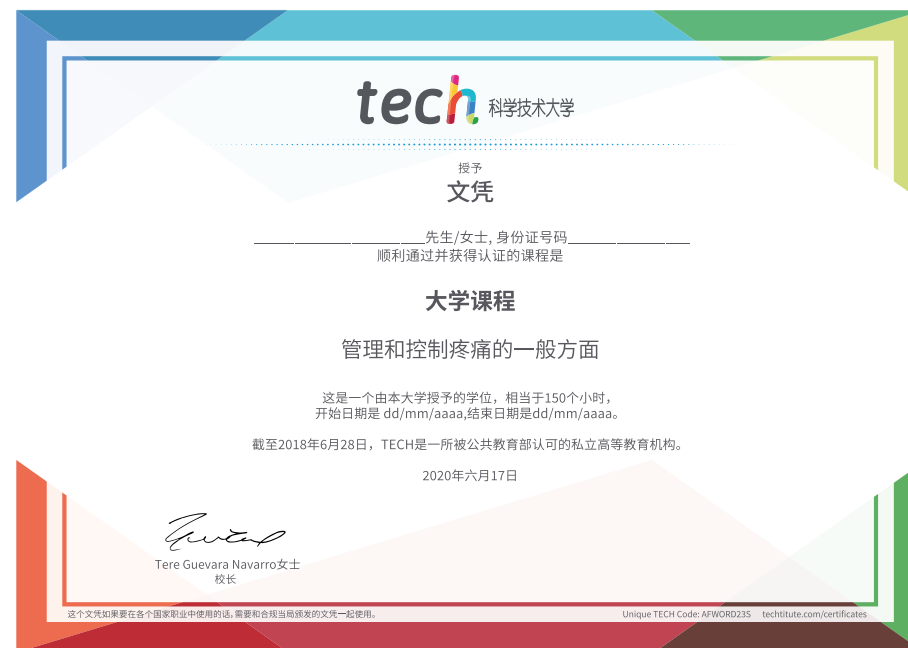 tech 科学技术大学
授予
文凭
________________________先生/女士, 身份证号码_________________
顺利通过并获得认证的课程是
大学课程
管理和控制疼痛的一般方面
这是一个由本大学授予的学位，相当于150个小时，
开始日期是 dd/mm/aaaa,结束日期是dd/mm/aaaa。
截至2018年6月28日，TECH是一所被公共教育部认可的私立高等教育机构。
2020年六月17日
Tere Guevara Navarro女士
校长
这个文凭如果要在各个国家职业中使用的话,需要和合规当局颁发的文凭一起使用。
Unique TECH Code: AFWORD23S techtitute.com/certificates